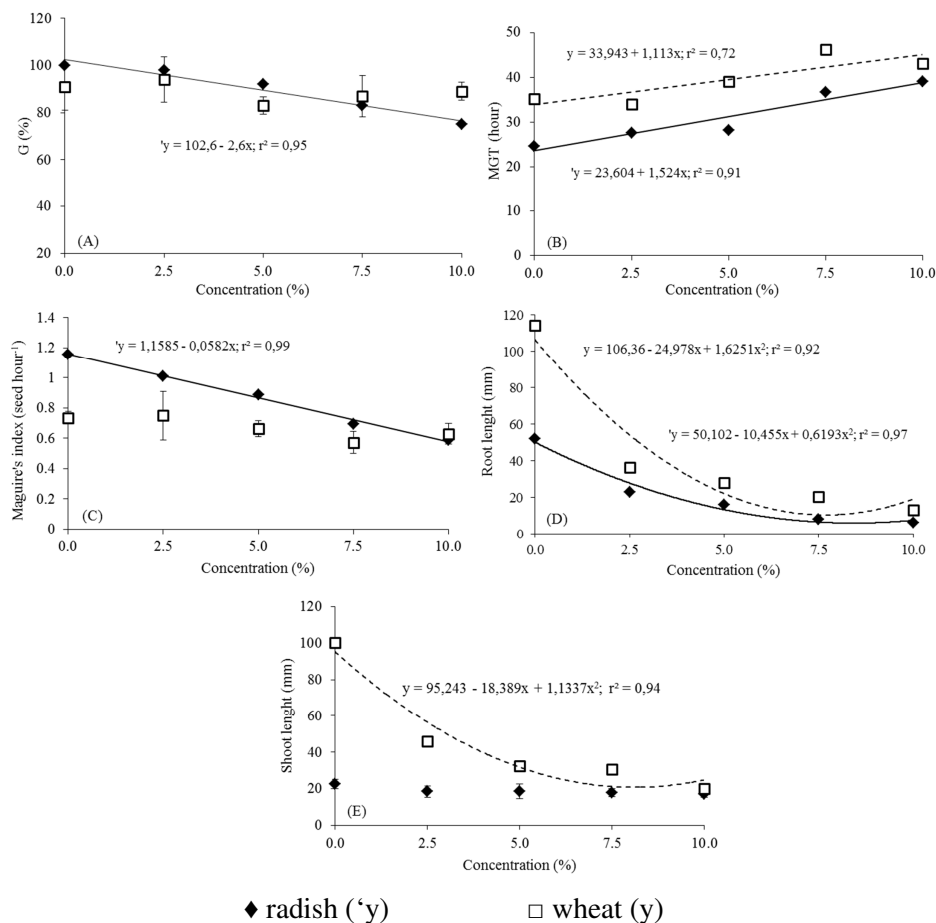 120
100
80
60
40
20
G (%)
'y = 102,6 - 2,6x; r² = 0,95
(A)
0.0 2.5 5.0 7.5 10.0
Concentration (%)
50
40
30
20
10
0
MGT (hour)
y = 33,943 + 1,113x; r² = 0,72
'y = 23,604 + 1,524x; r² = 0,91
(B)
0.0 2.5 5.0 7.5 10.0
Concentration (%)
1.4
1.2
1
0.8
0.6
0.4
0.2
0
Maguire's index (seed hour⁻¹)
'y = 1,1585 - 0,0582x; r² = 0,99
(C)
0.0 2.5 5.0 7.5 10.0
Concentration (%)
120
100
80
60
40
20
0
Root lenght (mm)
y = 106,36 - 24,978x + 1,6251x²; r² = 0,92
'y = 50,102 - 10,455x + 0,6193x²; r² = 0,97
(D)
0.0 2.5 5.0 7.5 10.0
Concentration (%)
120
100
80
60
40
20
0
Shoot lenght (mm)
y = 95,243 - 18,389x + 1,1337x²; r² = 0,94
(E)
0.0 2.5 5.0 7.5 10.0
Concentration (%)
◆ radish (‘y) □ wheat (y)